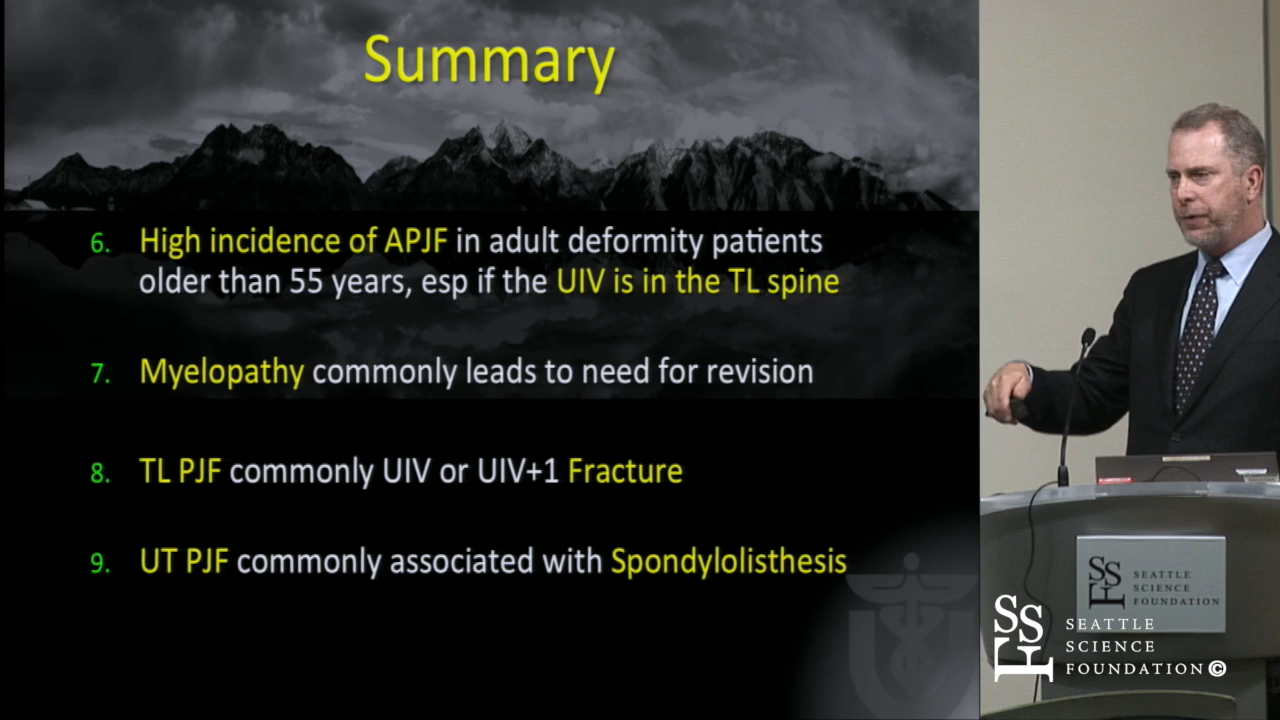 Summary
6. High incidence of APJF in adult deformity patients
older than 55 years, esp if the UIV is in the TL spine
7. Myelopathy commonly leads to need for revision
8. TL PJF commonly UIV or UIV+1 Fracture
9. UT PJF commonly associated with Spondylolisthesis
SSF
SEATTLE
SCIENCE
FOUNDATION
SSF
SEATTLE
SCIENCE
FOUNDATION©